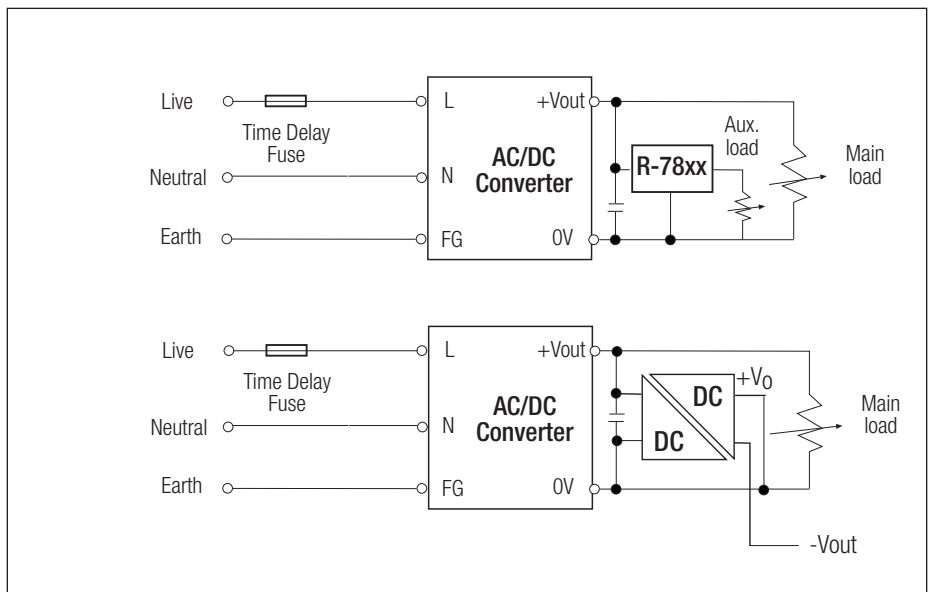 Live
L
+Vout
Time Delay
Fuse
Aux.
load
AC/DC
Converter
R-78xx
Main
load
Neutral
N
Earth
FG
0V
Live
L
+Vout
Time Delay
Fuse
+Vo
DC
AC/DC
Converter
Main
load
Neutral
N
DC
Earth
FG
0V
-Vout